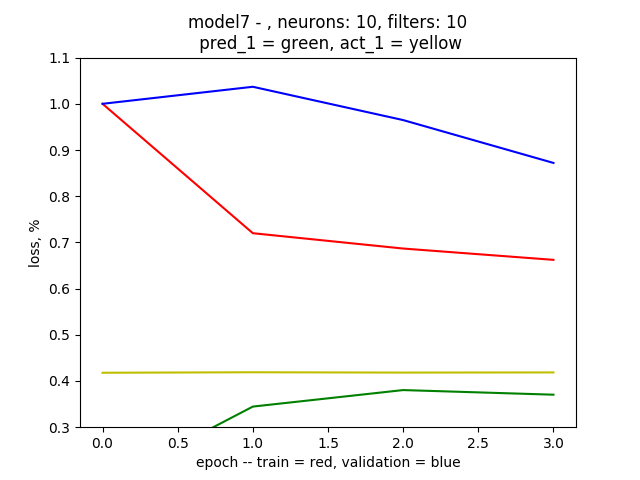 model7 - , neurons: 10, filters: 10
pred_1 = green, act_1 = yellow
loss, %
1.1
1.0
0.9
0.8
0.7
0.6
0.5
0.4
0.3
0.0 0.5 1.0 1.5 2.0 2.5 3.0
epoch -- train = red, validation = blue